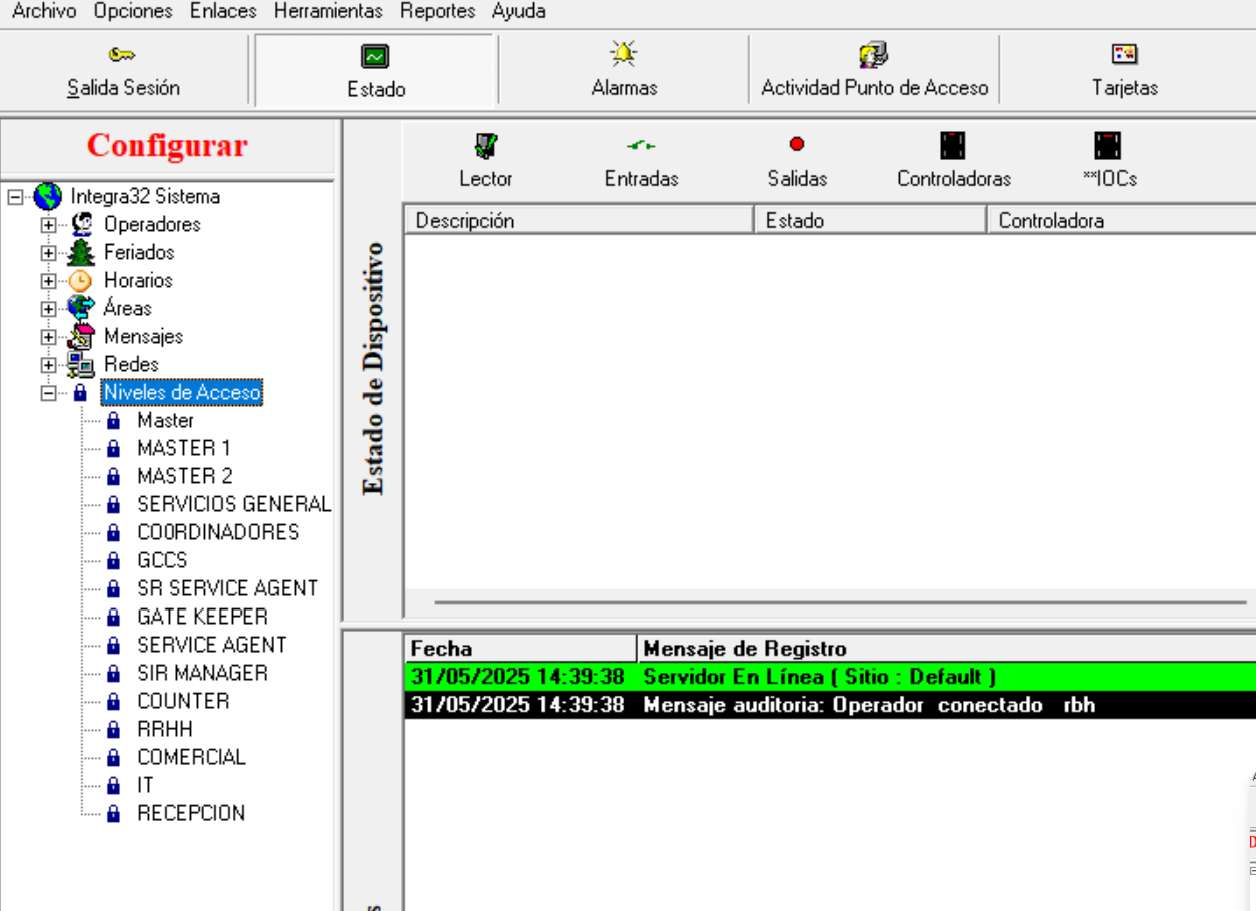 Archivo Opciones Enlaces Herramientas Reportes Ayuda
Salida Sesión Estado Alarmas Actividad Punto de Acceso Tarjetas
Configurar
Integra32 Sistema
Operadores
Feriados
Horarios
Áreas
Mensajes
Redes
Niveles de Acceso
Master
MASTER 1
MASTER 2
SERVICIOS GENERAL
COORDINADORES
GCCS
SR SERVICE AGENT
GATE KEEPER
SERVICE AGENT
SIR MANAGER
COUNTER
RRHH
COMERCIAL
IT
RECEPCION
Estado de Dispositivo
Lector Entradas Salidas Controladoras **IOCs
Descripción Estado Controladora
Fecha Mensaje de Registro
31/05/2025 14:39:38 Servidor En Línea ( Sitio : Default )
31/05/2025 14:39:38 Mensaje auditoria: Operador conectado rbh